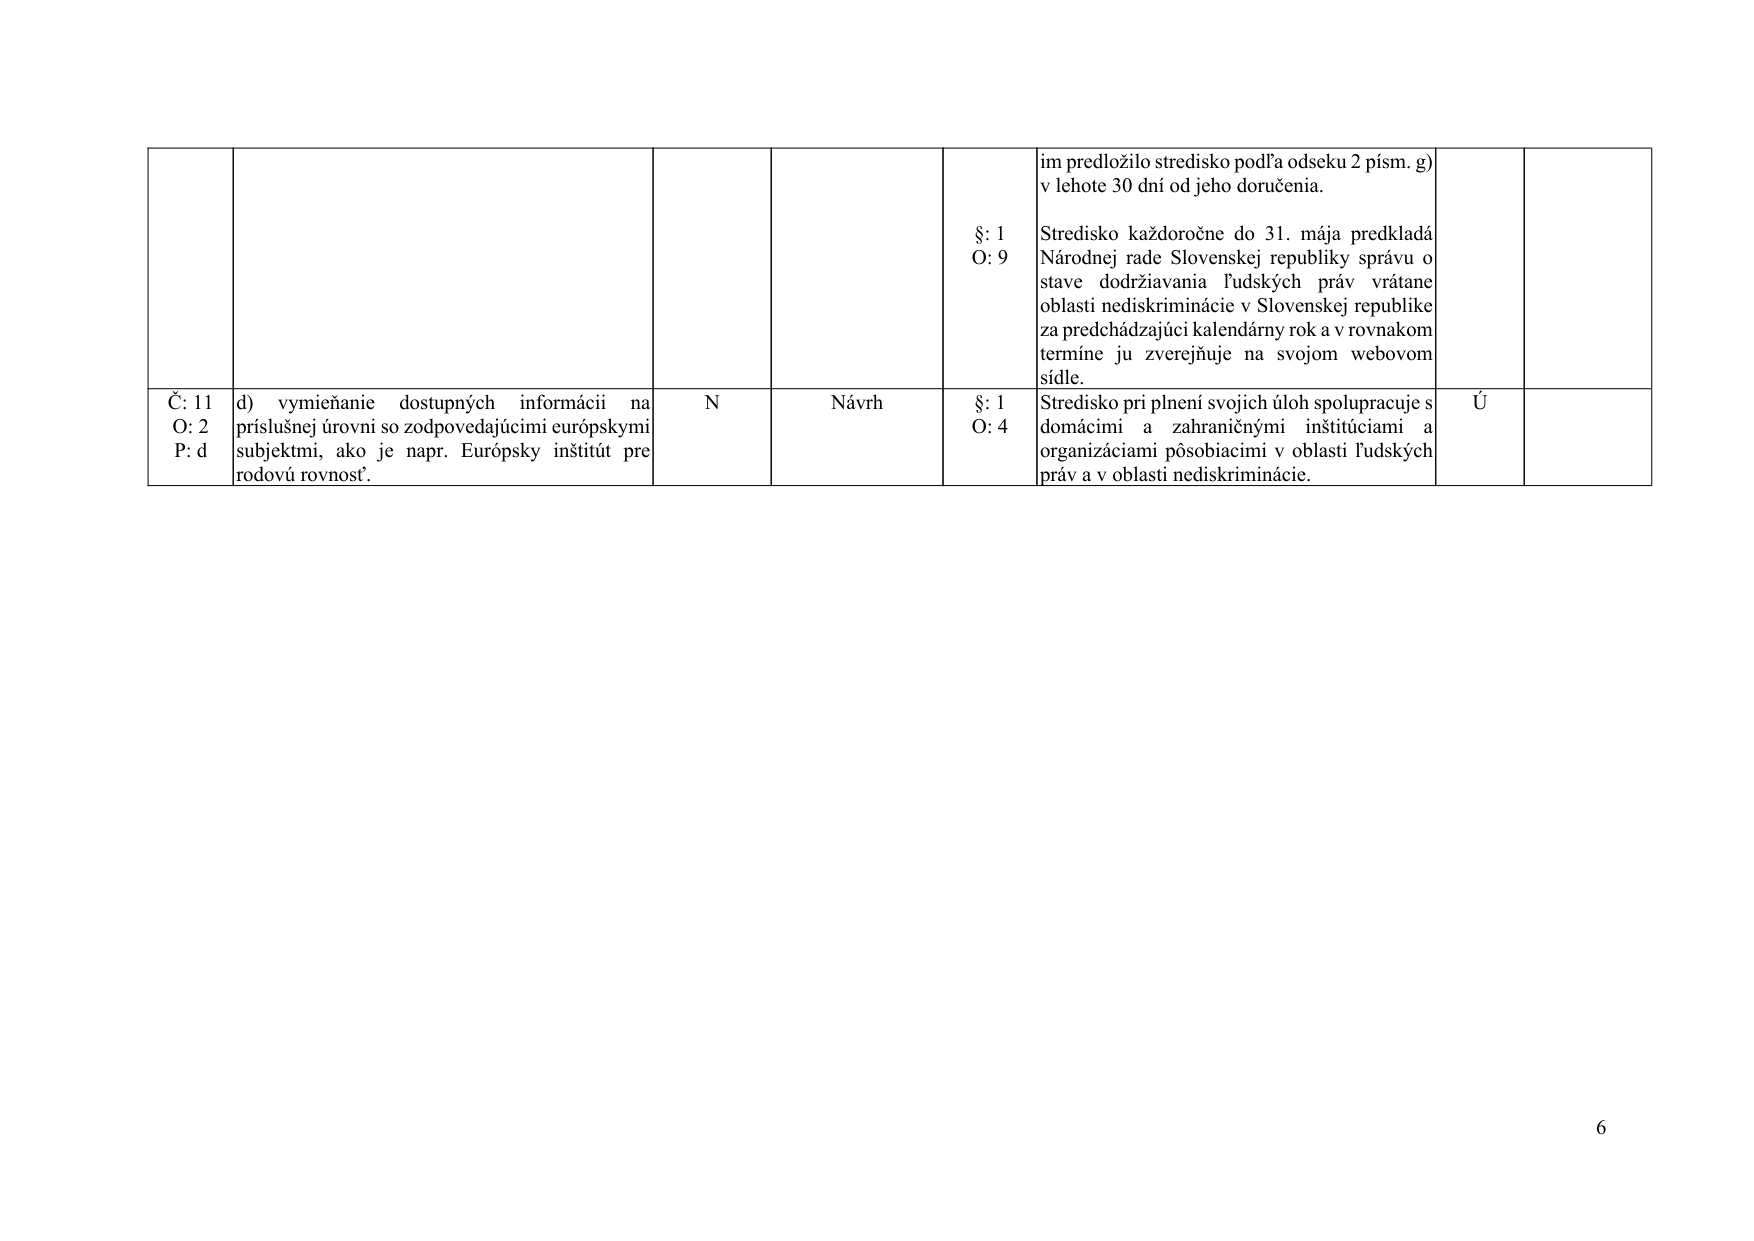 im predložilo stredisko podľa odseku 2 písm. g)
v lehote 30 dní od jeho doručenia.
§: 1
O: 9
Stredisko každoročne do 31. mája predkladá
Národnej rade Slovenskej republiky správu o
stave dodržiavania ľudských práv vrátane
oblasti nediskriminácie v Slovenskej republike
za predchádzajúci kalendárny rok a v rovnakom
termíne ju zverejňuje na svojom webovom
sídle.
Č: 11
O: 2
P: d
d) vymieňanie dostupných informácii na
príslušnej úrovni so zodpovedajúcimi európskymi
subjektmi, ako je napr. Európsky inštitút pre
rodovú rovnosť.
N
Návrh
§: 1
O: 4
Stredisko pri plnení svojich úloh spolupracuje s
domácimi a zahraničnými inštitúciami a
organizáciami pôsobiacimi v oblasti ľudských
práv a v oblasti nediskriminácie.
Ú
6